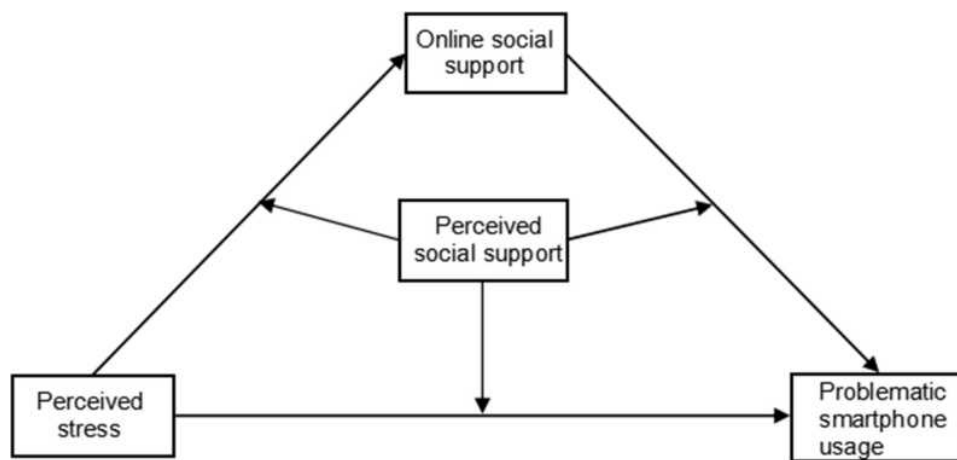 Online social
support
Perceived
social support
Perceived
stress
Problematic
smartphone
usage